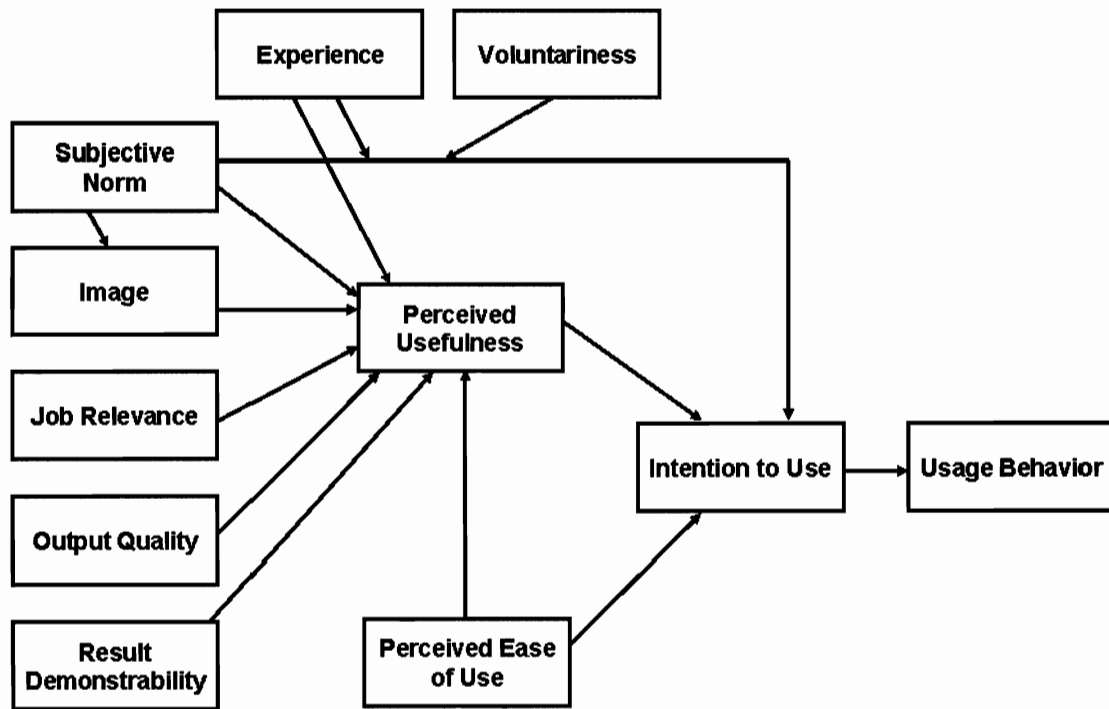 Experience
Voluntariness
Subjective
Norm
Image
Perceived
Usefulness
Job Relevance
Intention to Use
Usage Behavior
Output Quality
Result
Demonstrability
Perceived Ease
of Use